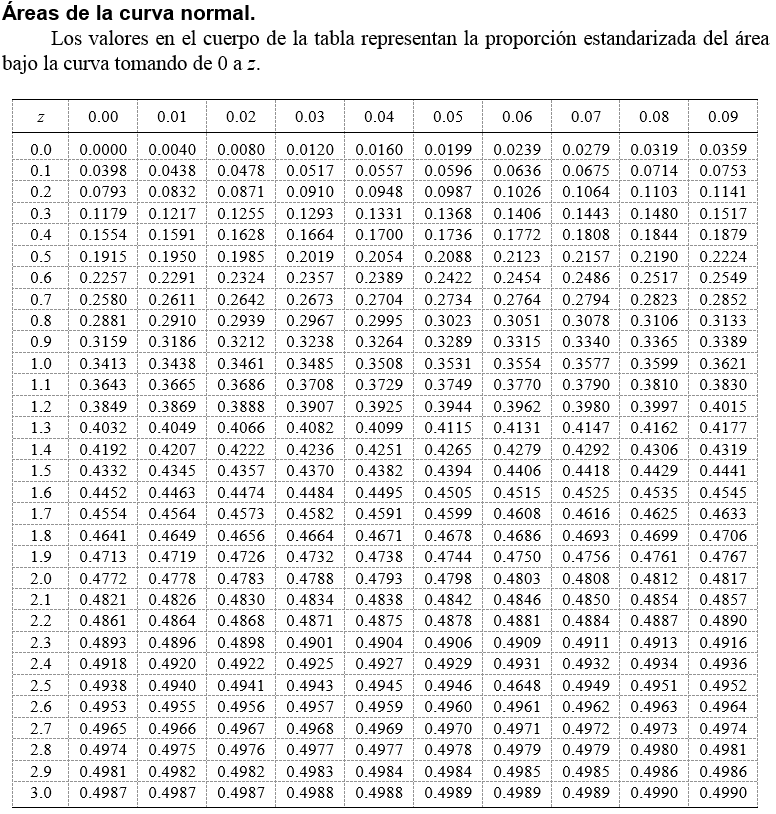 Áreas de la curva normal.
Los valores en el cuerpo de la tabla representan la proporción estandarizada del área
bajo la curva tomando de 0 a z.
z 0.00 0.01 0.02 0.03 0.04 0.05 0.06 0.07 0.08 0.09
0.0 0.0000 0.0040 0.0080 0.0120 0.0160 0.0199 0.0239 0.0279 0.0319 0.0359
0.1 0.0398 0.0438 0.0478 0.0517 0.0557 0.0596 0.0636 0.0675 0.0714 0.0753
0.2 0.0793 0.0832 0.0871 0.0910 0.0948 0.0987 0.1026 0.1064 0.1103 0.1141
0.3 0.1179 0.1217 0.1255 0.1293 0.1331 0.1368 0.1406 0.1443 0.1480 0.1517
0.4 0.1554 0.1591 0.1628 0.1664 0.1700 0.1736 0.1772 0.1808 0.1844 0.1879
0.5 0.1915 0.1950 0.1985 0.2019 0.2054 0.2088 0.2123 0.2157 0.2190 0.2224
0.6 0.2257 0.2291 0.2324 0.2357 0.2389 0.2422 0.2454 0.2486 0.2517 0.2549
0.7 0.2580 0.2611 0.2642 0.2673 0.2704 0.2734 0.2764 0.2794 0.2823 0.2852
0.8 0.2881 0.2910 0.2939 0.2967 0.2995 0.3023 0.3051 0.3078 0.3106 0.3133
0.9 0.3159 0.3186 0.3212 0.3238 0.3264 0.3289 0.3315 0.3340 0.3365 0.3389
1.0 0.3413 0.3438 0.3461 0.3485 0.3508 0.3531 0.3554 0.3577 0.3599 0.3621
1.1 0.3643 0.3665 0.3686 0.3708 0.3729 0.3749 0.3770 0.3790 0.3810 0.3830
1.2 0.3849 0.3869 0.3888 0.3907 0.3925 0.3944 0.3962 0.3980 0.3997 0.4015
1.3 0.4032 0.4049 0.4066 0.4082 0.4099 0.4115 0.4131 0.4147 0.4162 0.4177
1.4 0.4192 0.4207 0.4222 0.4236 0.4251 0.4265 0.4279 0.4292 0.4306 0.4319
1.5 0.4332 0.4345 0.4357 0.4370 0.4382 0.4394 0.4406 0.4418 0.4429 0.4441
1.6 0.4452 0.4463 0.4474 0.4484 0.4495 0.4505 0.4515 0.4525 0.4535 0.4545
1.7 0.4554 0.4564 0.4573 0.4582 0.4591 0.4599 0.4608 0.4616 0.4625 0.4633
1.8 0.4641 0.4649 0.4656 0.4664 0.4671 0.4678 0.4686 0.4693 0.4699 0.4706
1.9 0.4713 0.4719 0.4726 0.4732 0.4738 0.4744 0.4750 0.4756 0.4761 0.4767
2.0 0.4772 0.4778 0.4783 0.4788 0.4793 0.4798 0.4803 0.4808 0.4812 0.4817
2.1 0.4821 0.4826 0.4830 0.4834 0.4838 0.4842 0.4846 0.4850 0.4854 0.4857
2.2 0.4861 0.4864 0.4868 0.4871 0.4875 0.4878 0.4881 0.4884 0.4887 0.4890
2.3 0.4893 0.4896 0.4898 0.4901 0.4904 0.4906 0.4909 0.4911 0.4913 0.4916
2.4 0.4918 0.4920 0.4922 0.4925 0.4927 0.4929 0.4931 0.4932 0.4934 0.4936
2.5 0.4938 0.4940 0.4941 0.4943 0.4945 0.4946 0.4648 0.4949 0.4951 0.4952
2.6 0.4953 0.4955 0.4956 0.4957 0.4959 0.4960 0.4961 0.4962 0.4963 0.4964
2.7 0.4965 0.4966 0.4967 0.4968 0.4969 0.4970 0.4971 0.4972 0.4973 0.4974
2.8 0.4974 0.4975 0.4976 0.4977 0.4977 0.4978 0.4979 0.4979 0.4980 0.4981
2.9 0.4981 0.4982 0.4982 0.4983 0.4984 0.4984 0.4985 0.4985 0.4986 0.4986
3.0 0.4987 0.4987 0.4987 0.4988 0.4988 0.4989 0.4989 0.4989 0.4990 0.4990